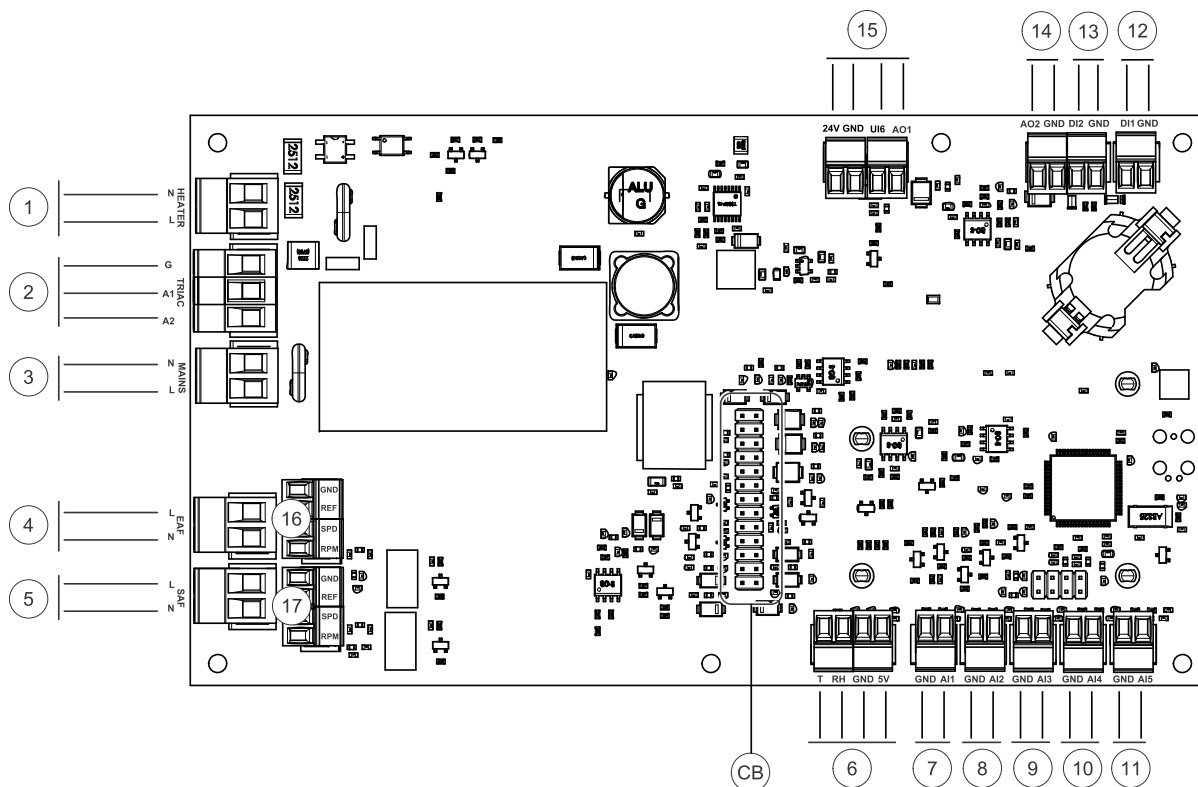 15
14 13 12
24V GND UI6 AO1
AO2 GND DI2 GND DI1 GND
2512
ALU
G
1
N
L
HEATER
2512
2
G
A1
A2
TRIAC
3
N
L
MAINS
4
L
N
EAF
16
GND
REF
SPD
RPM
5
L
N
SAF
17
GND
REF
SPD
RPM
T RH GND 5V GND AI1 GND AI2 GND AI3 GND AI4 GND AI5
CB 6 7 8 9 10 11